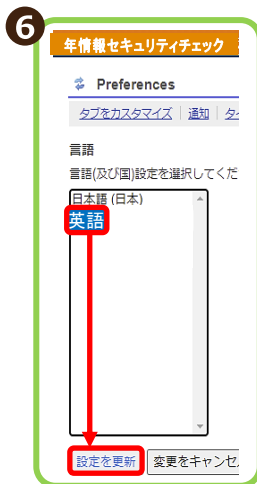 6
年情報セキュリティチェック
Preferences
タブをカスタマイズ | 通知 |
言語
言語(及び国)設定を選択してくだ
日本語 (日本)
英語
設定を更新 変更をキャンセ